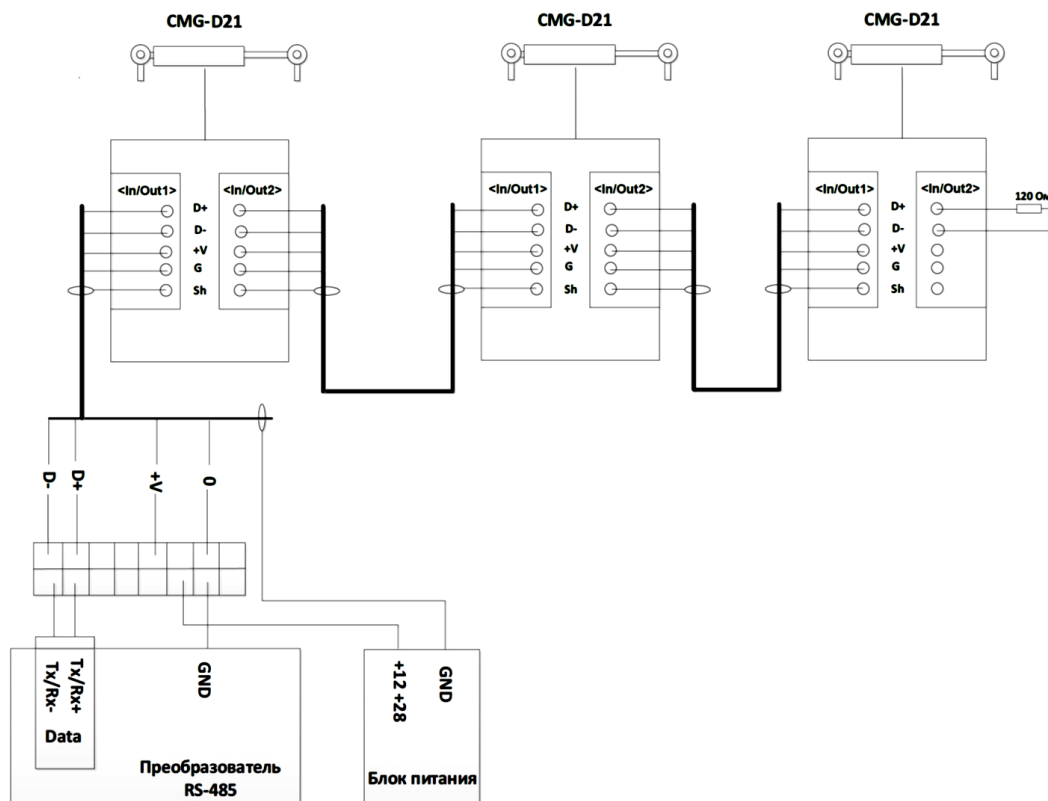 CMG-D21 CMG-D21 CMG-D21
<In/Out1> <In/Out2> <In/Out1> <In/Out2> <In/Out1> <In/Out2>
D+ D+ D+ 120 Ом
D- D- D-
+V +V +V
G G G
Sh Sh Sh
D- D+ +V 0
Tx/Rx- Tx/Rx+ GND +12 +28 GND
Data
Преобразователь
RS-485
Блок питания